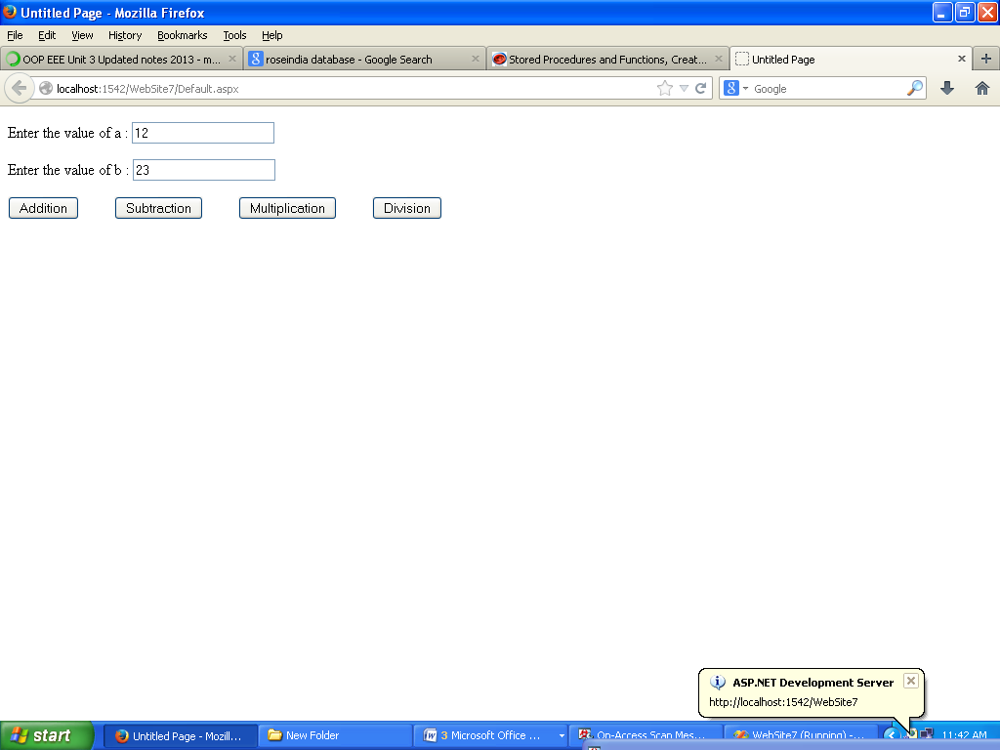 Untitled Page - Mozilla Firefox
File Edit View History Bookmarks Tools Help
OOP EEE Unit 3 Updated notes 2013 - m... roseindia database - Google Search Stored Procedures and Functions, Creat... Untitled Page
localhost:1542/WebSite7/Default.aspx Google
Enter the value of a : 12
Enter the value of b : 23
Addition Subtraction Multiplication Division
ASP.NET Development Server
http://localhost:1542/WebSite7
start Untitled Page - Mozill... New Folder 3 Microsoft Office ... On-Access Scan Mes... WebSite7 (Running) -... 11:42 AM